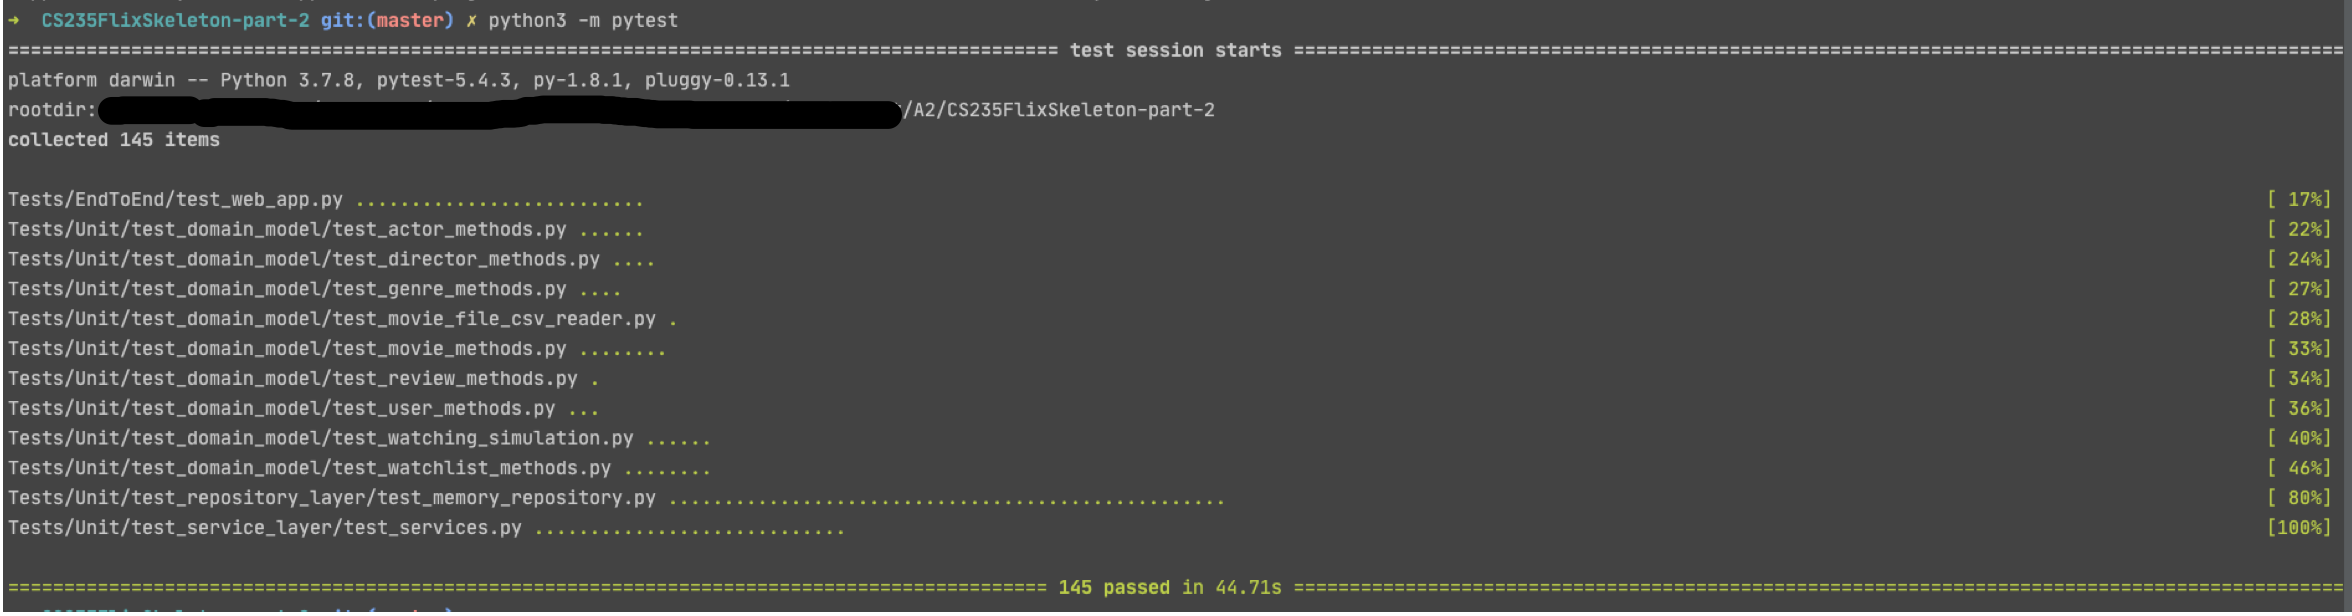 ➜ CS235FlixSkeleton-part-2 git:(master) ✗ python3 -m pytest
============================================================================================== test session starts ==============================================================================================
platform darwin -- Python 3.7.8, pytest-5.4.3, py-1.8.1, pluggy-0.13.1
rootdir: /A2/CS235FlixSkeleton-part-2
collected 145 items
Tests/EndToEnd/test_web_app.py .......................... [ 17%]
Tests/Unit/test_domain_model/test_actor_methods.py ...... [ 22%]
Tests/Unit/test_domain_model/test_director_methods.py .... [ 24%]
Tests/Unit/test_domain_model/test_genre_methods.py .... [ 27%]
Tests/Unit/test_domain_model/test_movie_file_csv_reader.py . [ 28%]
Tests/Unit/test_domain_model/test_movie_methods.py ........ [ 33%]
Tests/Unit/test_domain_model/test_review_methods.py . [ 34%]
Tests/Unit/test_domain_model/test_user_methods.py ... [ 36%]
Tests/Unit/test_domain_model/test_watching_simulation.py ...... [ 40%]
Tests/Unit/test_domain_model/test_watchlist_methods.py ........ [ 46%]
Tests/Unit/test_repository_layer/test_memory_repository.py .................................................. [ 80%]
Tests/Unit/test_service_layer/test_services.py ............................ [100%]
============================================================================================= 145 passed in 44.71s ==============================================================================================